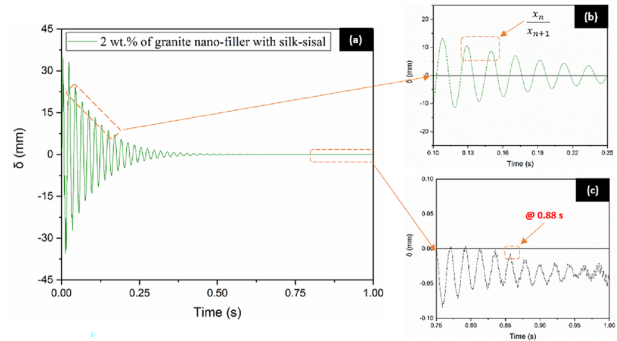 2 wt.% of granite nano-filler with silk-sisal
(a)
45
30
15
0
-15
-30
-45
δ (mm)
0.00
0.25
0.50
0.75
1.00
Time (s)
(b)
x_n
x_{n+1}
20
10
0
-10
-20
δ (mm)
0.10
0.13
0.16
0.19
0.22
0.25
Time (s)
(c)
@ 0.88 s
0.10
0.05
0.00
-0.05
-0.10
δ (mm)
0.75
0.80
0.85
0.90
0.95
1.00
Time (s)